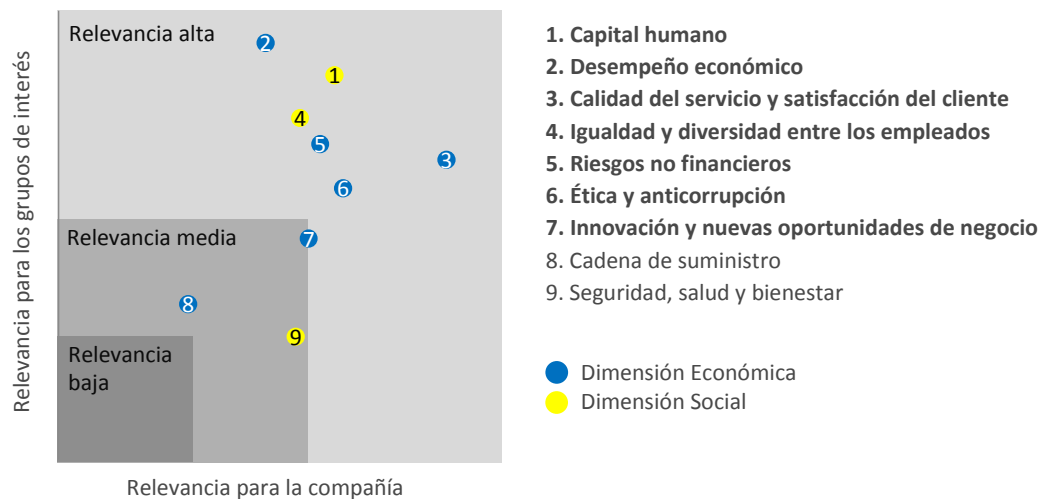 Relevancia para los grupos de interés
Relevancia alta
2
1
4
5
3
6
Relevancia media
7
8
9
Relevancia
baja
Relevancia para la compañía
1. Capital humano
2. Desempeño económico
3. Calidad del servicio y satisfacción del cliente
4. Igualdad y diversidad entre los empleados
5. Riesgos no financieros
6. Ética y anticorrupción
7. Innovación y nuevas oportunidades de negocio
8. Cadena de suministro
9. Seguridad, salud y bienestar
Dimensión Económica
Dimensión Social